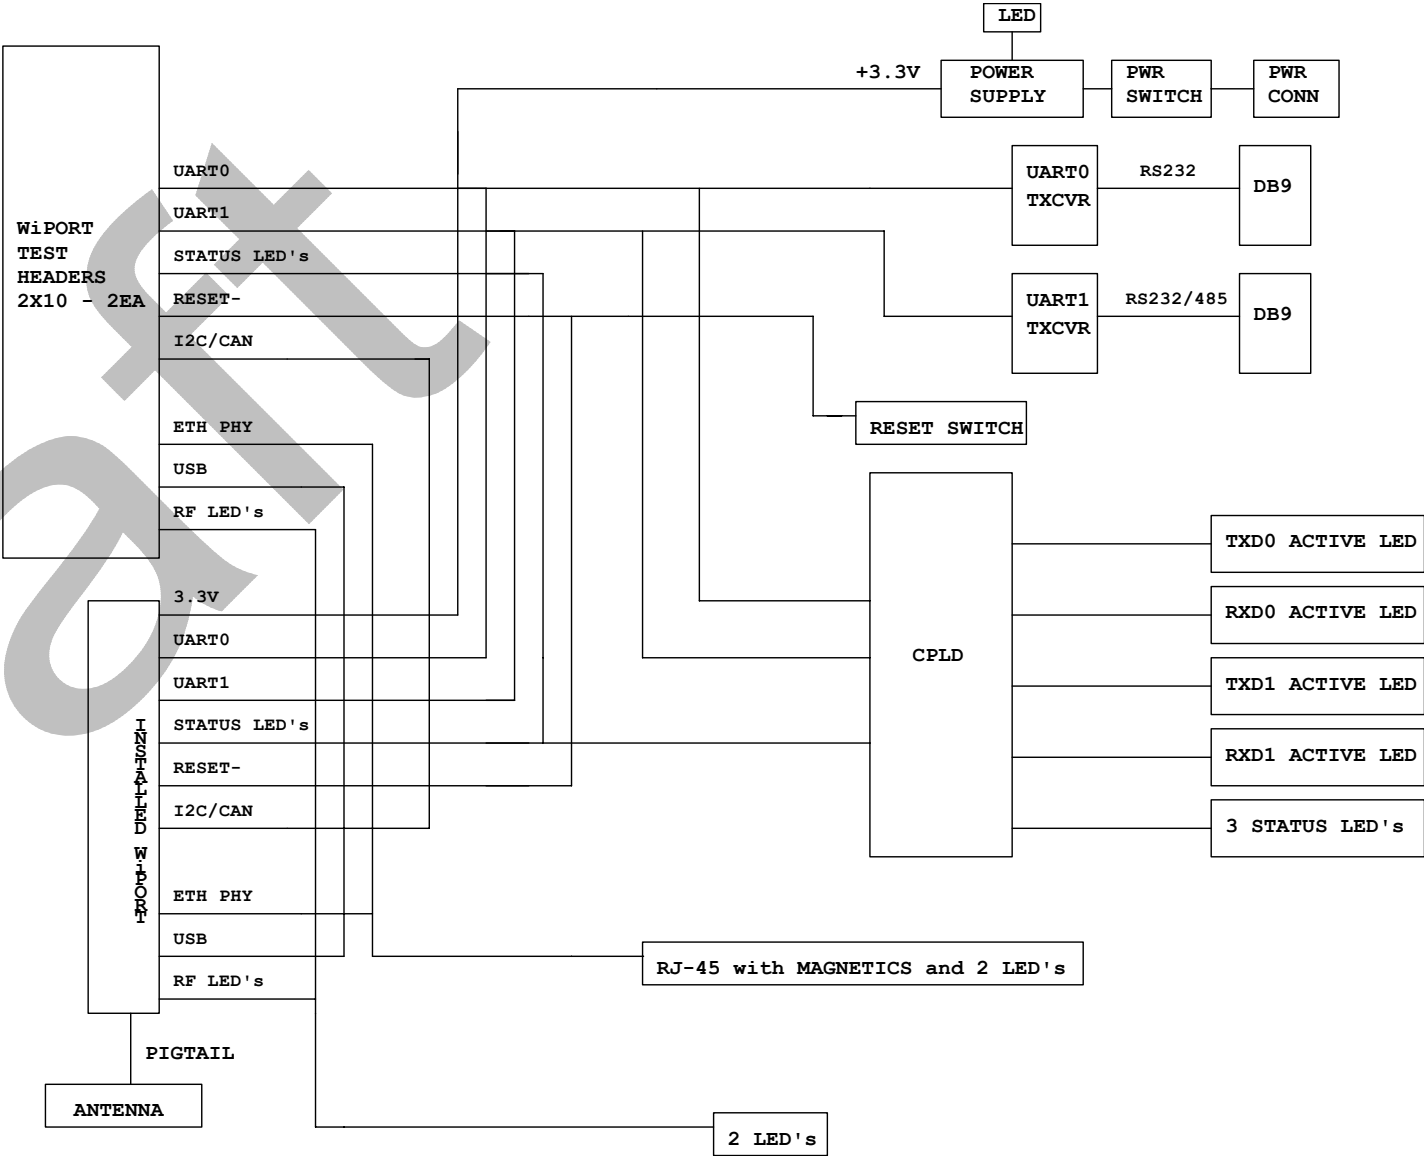 LED
+3.3V
POWER
SUPPLY
PWR
SWITCH
PWR
CONN
WiPORT
TEST
HEADERS
2X10 - 2EA
UART0
UART1
STATUS LED's
RESET-
I2C/CAN
ETH PHY
USB
RF LED's
UART0
TXCVR
RS232
DB9
UART1
TXCVR
RS232/485
DB9
RESET SWITCH
CPLD
TXD0 ACTIVE LED
RXD0 ACTIVE LED
TXD1 ACTIVE LED
RXD1 ACTIVE LED
3 STATUS LED's
INSTALLED WiPORT
3.3V
UART0
UART1
STATUS LED's
RESET-
I2C/CAN
ETH PHY
USB
RF LED's
RJ-45 with MAGNETICS and 2 LED's
PIGTAIL
ANTENNA
2 LED's
aft